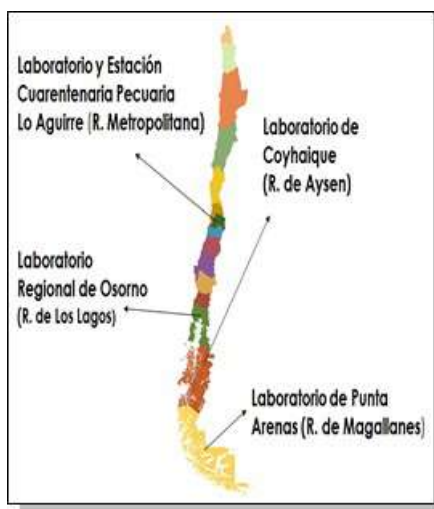 Laboratorio y Estación
Cuarentenaria Pecuaria
Lo Aguirre (R. Metropolitana)
Laboratorio de
Coyhaique
(R. de Aysen)
Laboratorio
Regional de Osorno
(R. de Los Lagos)
Laboratorio de Punta
Arenas (R. de Magallanes)